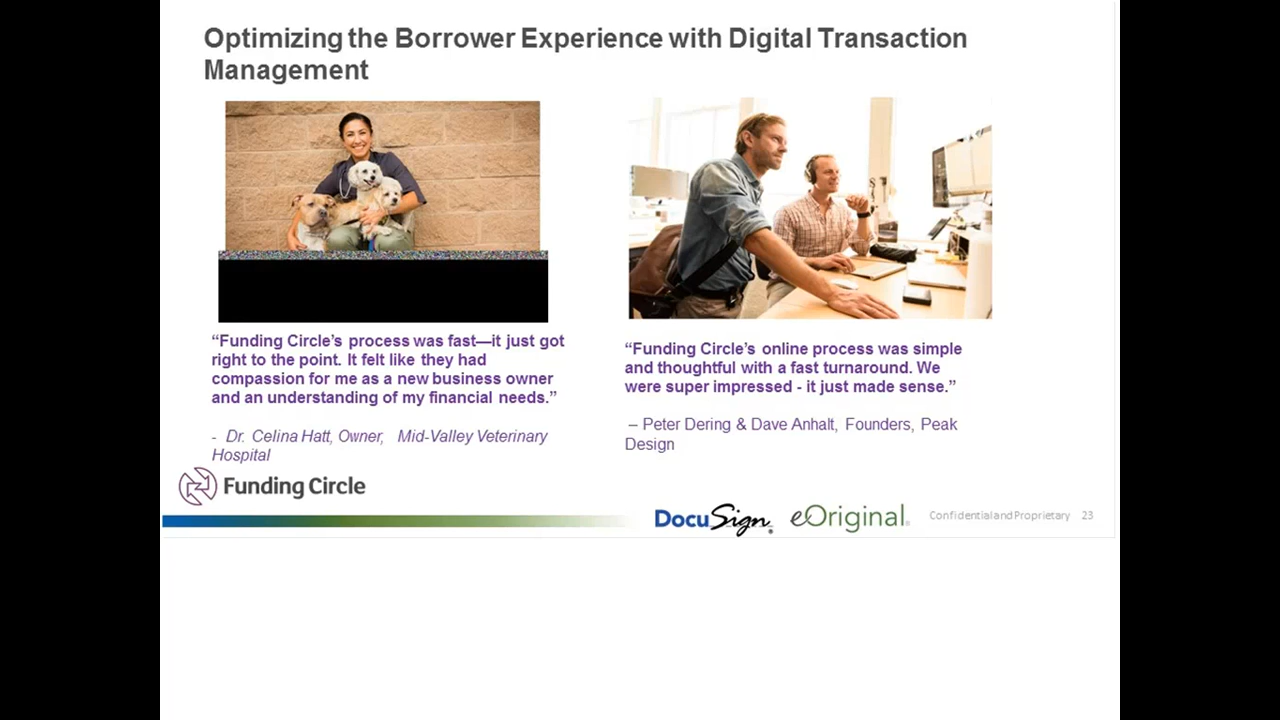 Optimizing the Borrower Experience with Digital Transaction
Management
“Funding Circle’s process was fast—it just got
right to the point. It felt like they had
compassion for me as a new business owner
and an understanding of my financial needs.”
- Dr. Celina Hatt, Owner, Mid-Valley Veterinary
Hospital
“Funding Circle’s online process was simple
and thoughtful with a fast turnaround. We
were super impressed - it just made sense.”
– Peter Dering & Dave Anhalt, Founders, Peak
Design
Funding Circle
DocuSign®
eOriginal®
Confidential and Proprietary 23